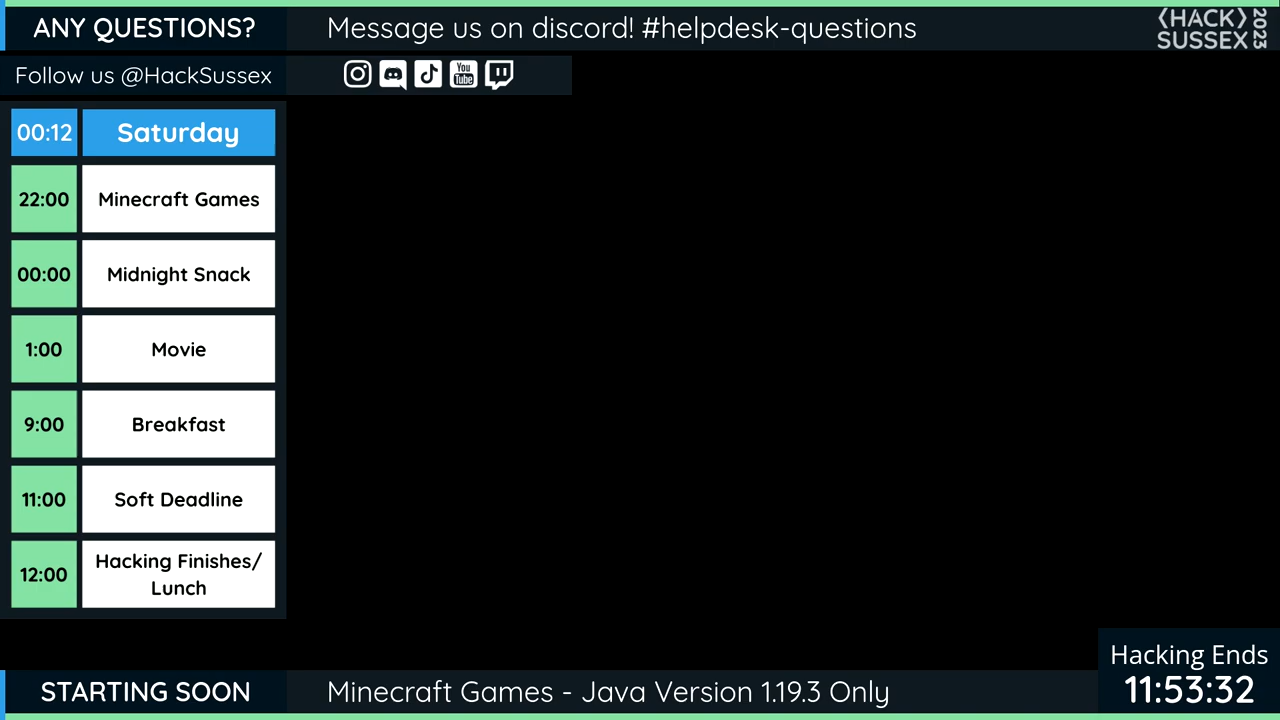 ANY QUESTIONS?
Message us on discord! #helpdesk-questions
⟨HACK⟩
SUSSEX
2023
Follow us @HackSussex
You
Tube
00:12 Saturday
22:00 Minecraft Games
00:00 Midnight Snack
1:00 Movie
9:00 Breakfast
11:00 Soft Deadline
12:00 Hacking Finishes/
Lunch
Hacking Ends
11:53:32
STARTING SOON
Minecraft Games - Java Version 1.19.3 Only